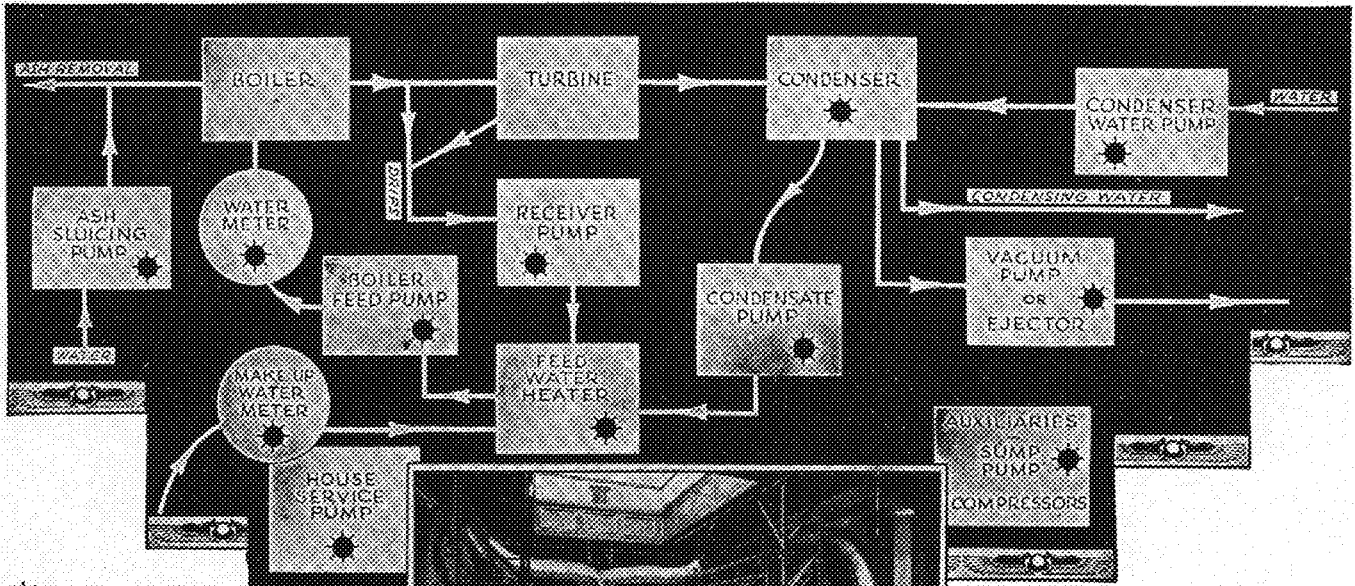 ASH REMOVAL
BOILER
TURBINE
CONDENSER
CONDENSER
WATER PUMP
WATER
ASH
SLUICING
PUMP
WATER
METER
RECEIVER
PUMP
CONDENSING WATER
BOILER
FEED PUMP
CONDENSATE
PUMP
VACUUM
PUMP
OR
EJECTOR
WATER
MAKE UP
WATER
METER
FEED
WATER
HEATER
HOUSE
SERVICE
PUMP
AUXILIARIES
SUMP
PUMP
COMPRESSORS